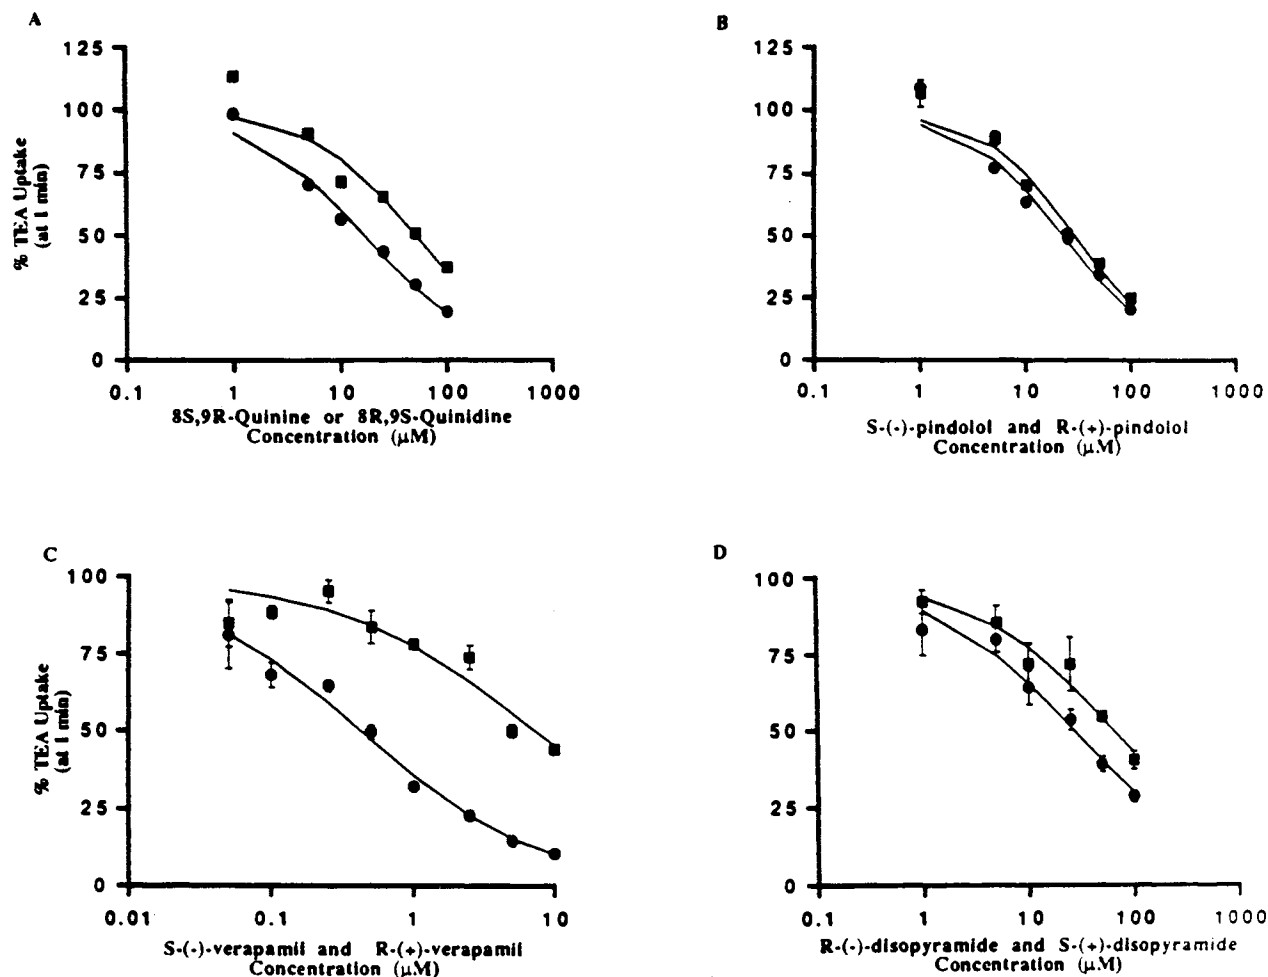 A
125
100
75
50
25
0
% TEA Uptake
(at 1 min)
0.1 1 10 100 1000
8S,9R-Quinine or 8R,9S-Quinidine
Concentration (μM)
B
125
100
75
50
25
0
0.1 1 10 100 1000
S-(-)-pindolol and R-(+)-pindolol
Concentration (μM)
C
100
75
50
25
0
% TEA Uptake
(at 1 min)
0.01 0.1 1 10
S-(-)-verapamil and R-(+)-verapamil
Concentration (μM)
D
100
75
50
25
0
0.1 1 10 100 1000
R-(-)-disopyramide and S-(+)-disopyramide
Concentration (μM)